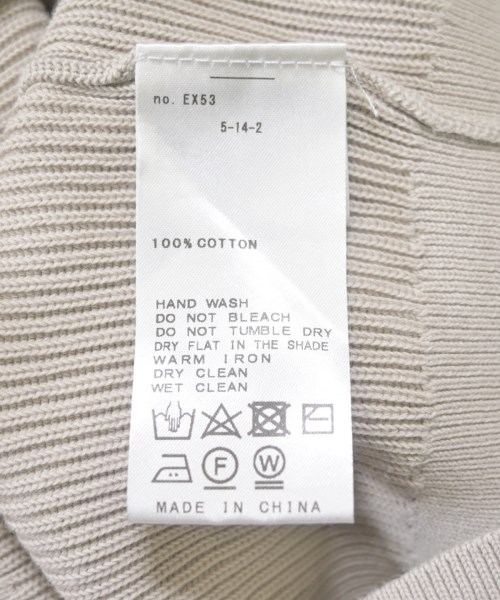 no. EX53
5-14-2
100% COTTON
HAND WASH
DO NOT BLEACH
DO NOT TUMBLE DRY
DRY FLAT IN THE SHADE
WARM IRON
DRY CLEAN
WET CLEAN
F W
MADE IN CHINA